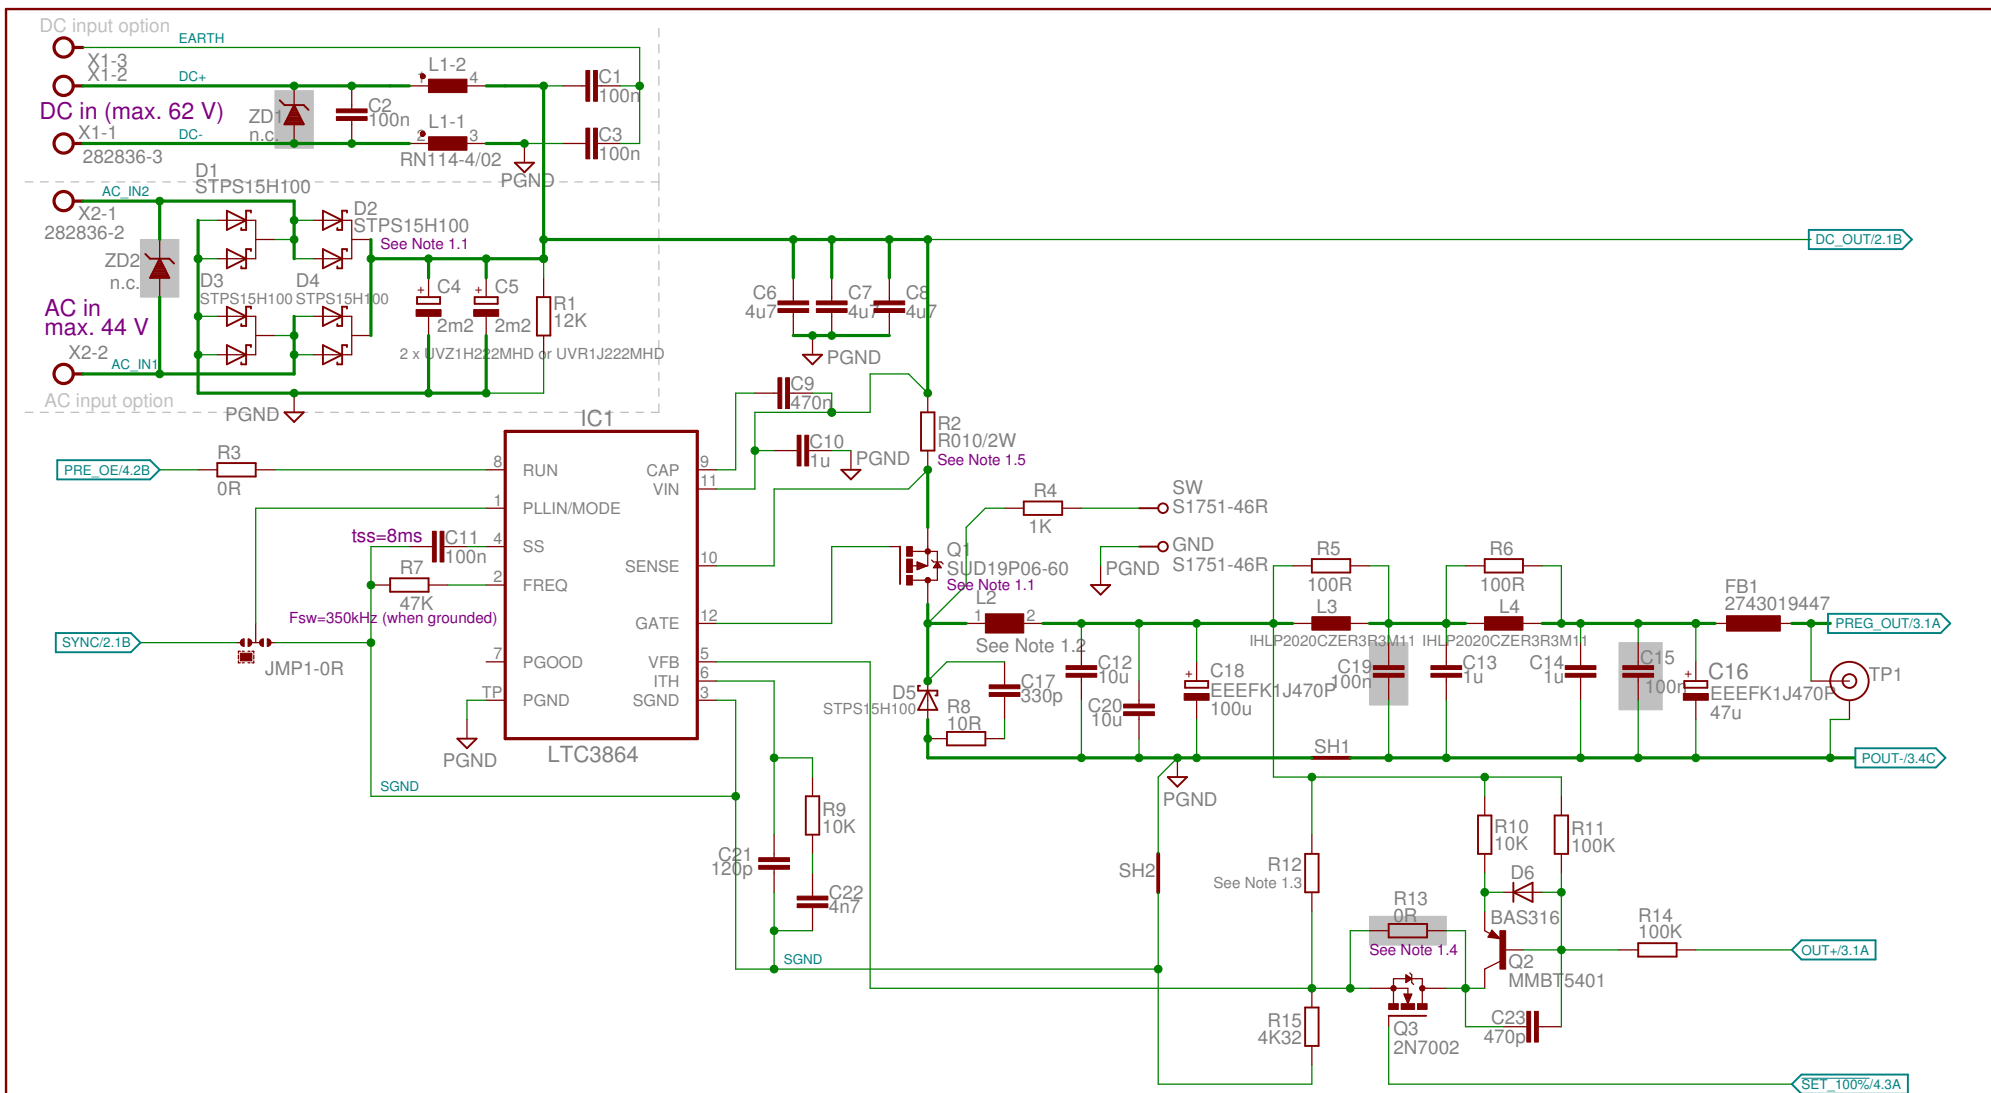 DC input option
EARTH
X1-3
X1-2
DC+
L1-2
1
4
C1
100n
DC in (max. 62 V)
ZD1
n.c.
C2
100n
X1-1
DC-
282836-3
L1-1
2
3
RN114-4/02
C3
100n
PGND
D1
STPS15H100
AC_IN2
X2-1
282836-2
D2
STPS15H100
See Note 1.1
DC_OUT/2.1B
ZD2
n.c.
D3
STPS15H100
D4
STPS15H100
C4
2m2
C5
2m2
R1
12K
2 x UVZ1H222MHD or UVR1J222MHD
AC in
max. 44 V
X2-2
AC_IN1
AC input option
PGND
C6
4u7
C7
4u7
C8
4u7
PGND
C9
470n
C10
1u
PGND
R2
R010/2W
See Note 1.5
IC1
PRE_OE/4.2B
R3
0R
8
RUN
1
PLLIN/MODE
4
SS
2
FREQ
7
PGOOD
TP
PGND
CAP
9
VIN
11
SENSE
10
GATE
12
VFB
5
ITH
6
SGND
3
LTC3864
tss=8ms
C11
100n
R7
47K
Fsw=350kHz (when grounded)
SYNC/2.1B
JMP1-0R
PGND
SGND
R4
1K
SW
S1751-46R
GND
S1751-46R
PGND
Q1
SUD19P06-60
See Note 1.1
L2
1
2
See Note 1.2
R5
100R
L3
IHLP2020CZER3R3M11
R6
100R
L4
IHLP2020CZER3R3M11
FB1
2743019447
PREG_OUT/3.1A
D5
STPS15H100
C17
330p
R8
10R
C12
10u
C20
10u
C18
EEEFK1J470P
100u
C19
100n
C13
1u
C14
1u
C15
100n
C16
EEEFK1J470P
47u
TP1
SH1
POUT-/3.4C
PGND
R9
10K
C21
120p
C22
4n7
SGND
SH2
R12
See Note 1.3
R10
10K
R11
100K
D6
BAS316
R13
0R
See Note 1.4
Q2
MMBT5401
R14
100K
OUT+/3.1A
R15
4K32
Q3
2N7002
C23
470p
SET_100%/4.3A